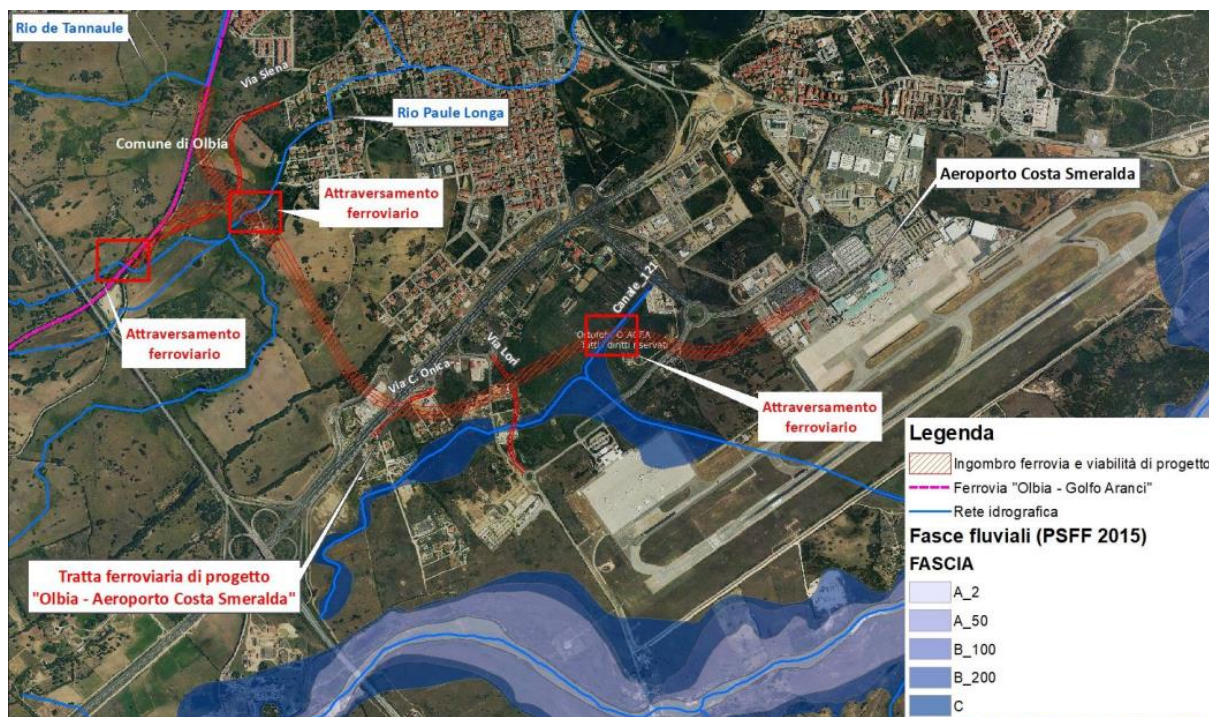 Rio de Tannaule
Via Siena
Rio Paule Longa
Comune di Olbia
Attraversamento
ferroviario
Aeroporto Costa Smeralda
Attraversamento
ferroviario
Canale_121
Via Lori
Via C. Onica
Attraversamento
ferroviario
Tratta ferroviaria di progetto
"Olbia - Aeroporto Costa Smeralda"
Legenda
Ingombro ferrovia e viabilità di progetto
Ferrovia "Olbia - Golfo Aranci"
Rete idrografica
Fasce fluviali (PSFF 2015)
FASCIA
A_2
A_50
B_100
B_200
C